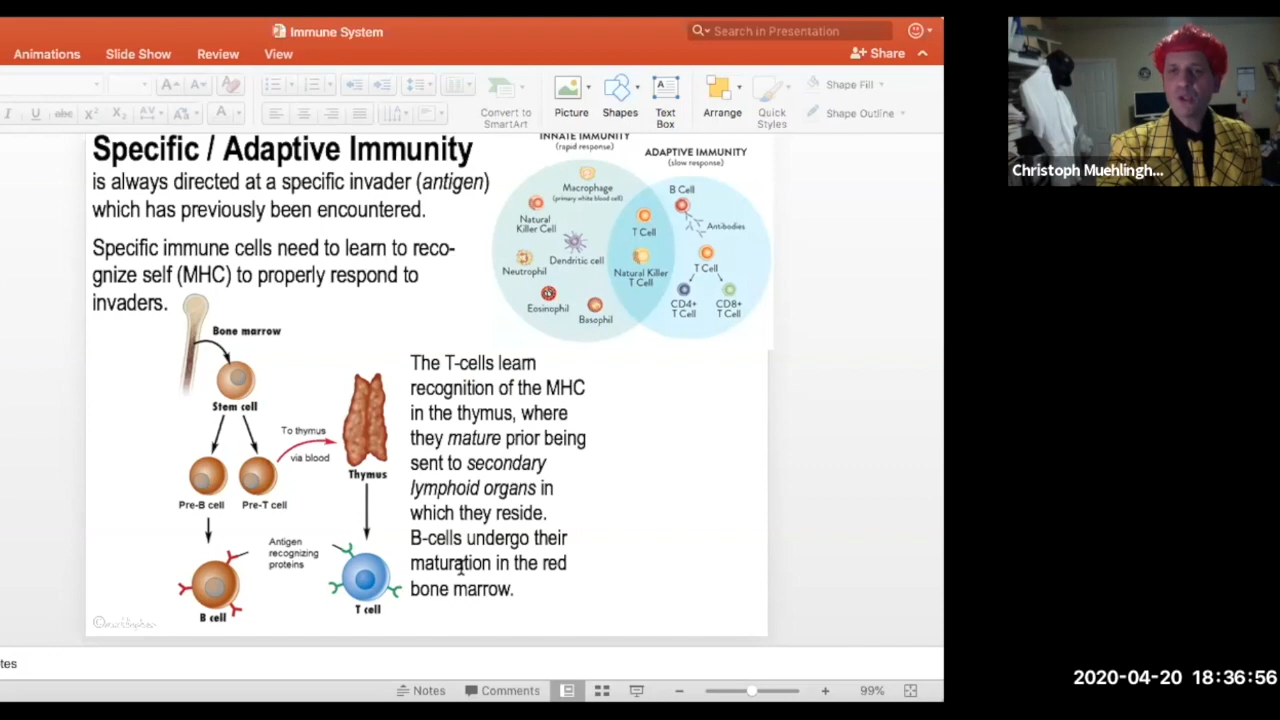 Immune System
Search in Presentation
Animations
Slide Show
Review
View
Share
Convert to
SmartArt
Picture
Shapes
Text
Box
Arrange
Quick
Styles
Shape Fill
Shape Outline
Specific / Adaptive Immunity
is always directed at a specific invader (antigen)
which has previously been encountered.
Specific immune cells need to learn to reco-
gnize self (MHC) to properly respond to
invaders.
INNATE IMMUNITY
(rapid response)
ADAPTIVE IMMUNITY
(slow response)
Macrophage
(primary white blood cell)
Natural
Killer Cell
Dendritic cell
Neutrophil
Eosinophil
Basophil
T Cell
Natural Killer
T Cell
B Cell
Antibodies
T Cell
CD4+
T Cell
CD8+
T Cell
Bone marrow
Stem cell
To thymus
via blood
Thymus
Pre-B cell
Pre-T cell
Antigen
recognizing
proteins
B cell
T cell
The T-cells learn
recognition of the MHC
in the thymus, where
they mature prior being
sent to secondary
lymphoid organs in
which they reside.
B-cells undergo their
maturation in the red
bone marrow.
tes
Notes
Comments
99%
Christoph Muehlingh...
2020-04-20 18:36:56